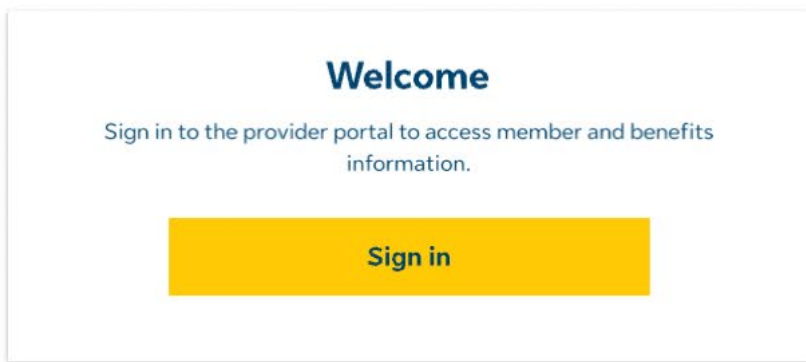 Welcome
Sign in to the provider portal to access member and benefits
information.
Sign in